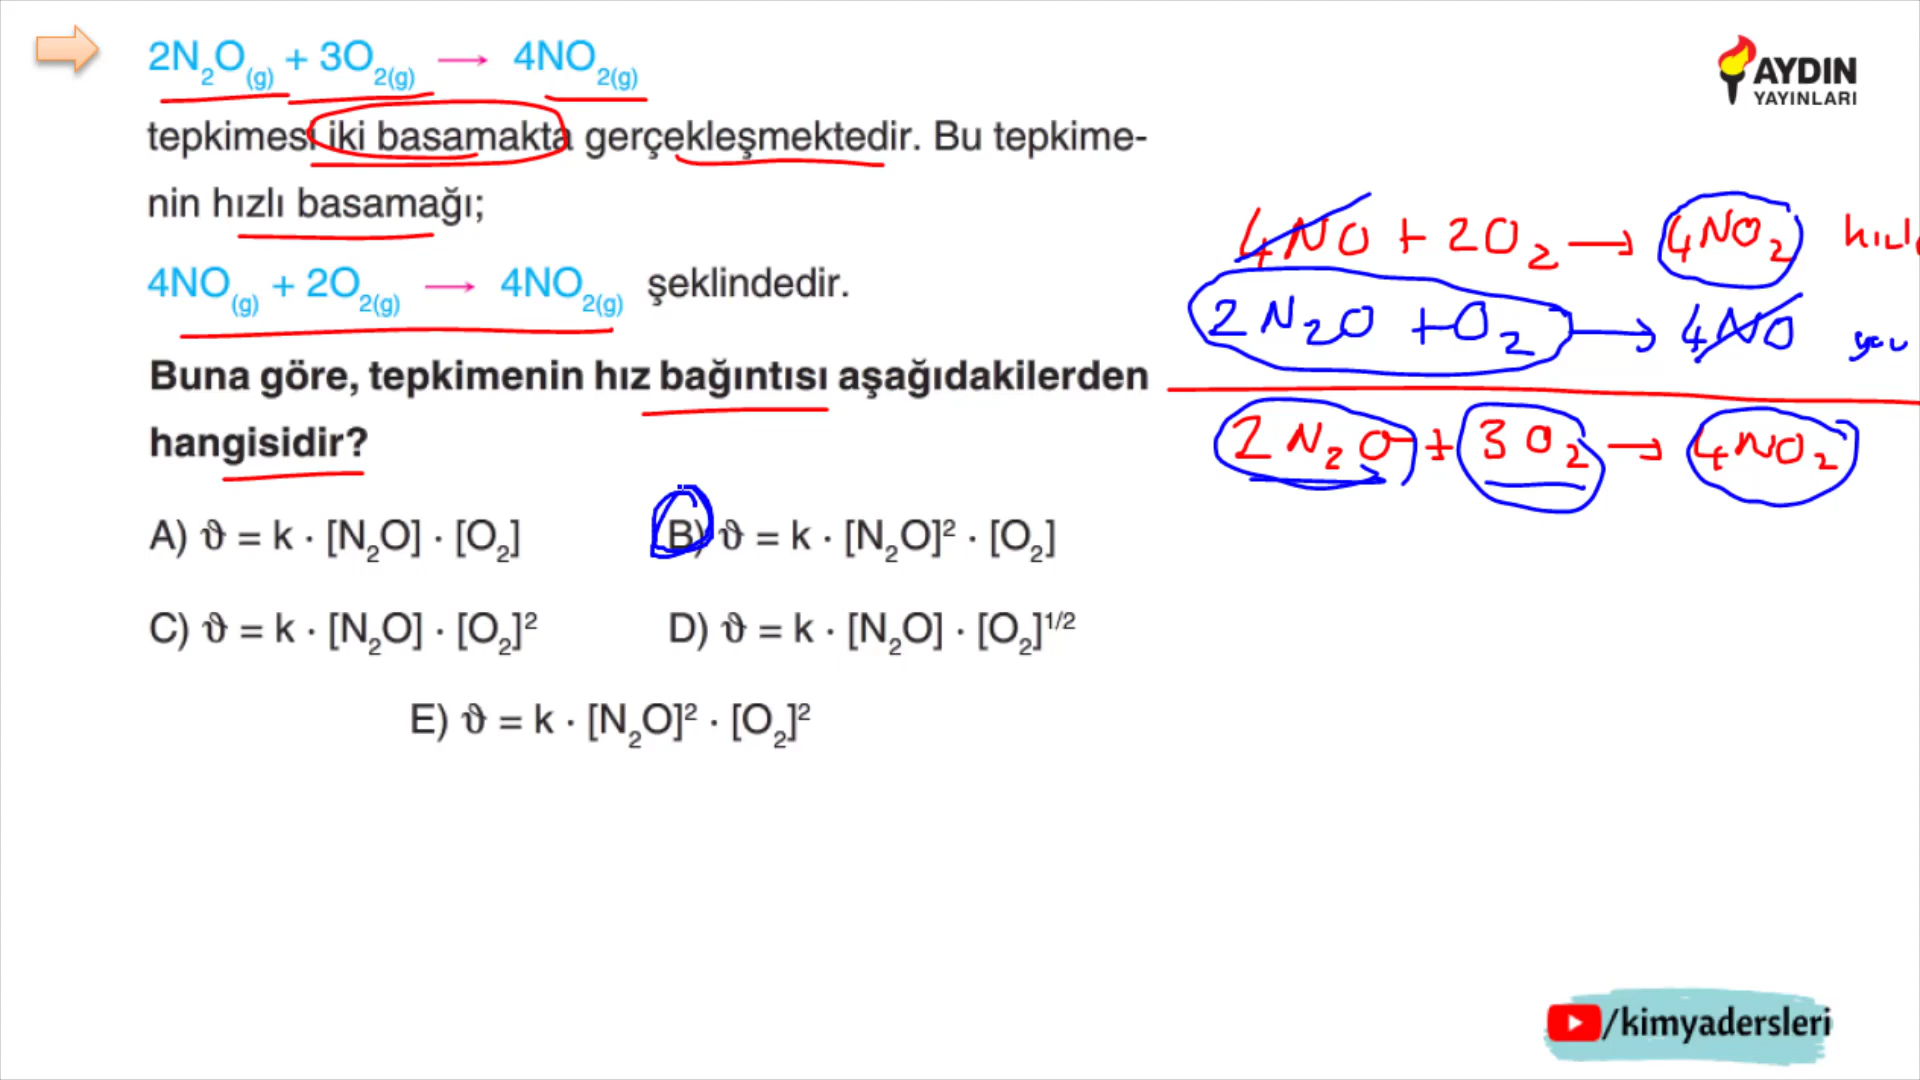 2N₂O(g) + 3O₂(g) ⟶ 4NO₂(g)
tepkimesi iki basamakta gerçekleşmektedir. Bu tepkime-
nin hızlı basamağı;
4NO(g) + 2O₂(g) ⟶ 4NO₂(g) şeklindedir.
Buna göre, tepkimenin hız bağıntısı aşağıdakilerden
hangisidir?
A) ϑ = k · [N₂O] · [O₂]
B) ϑ = k · [N₂O]² · [O₂]
C) ϑ = k · [N₂O] · [O₂]²
D) ϑ = k · [N₂O] · [O₂]¹/²
E) ϑ = k · [N₂O]² · [O₂]²
AYDIN
YAYINLARI
4NO + 2O₂ → 4NO₂
2N₂O + O₂ → 4NO
2N₂O + 3O₂ → 4NO₂
/kimyadersleri